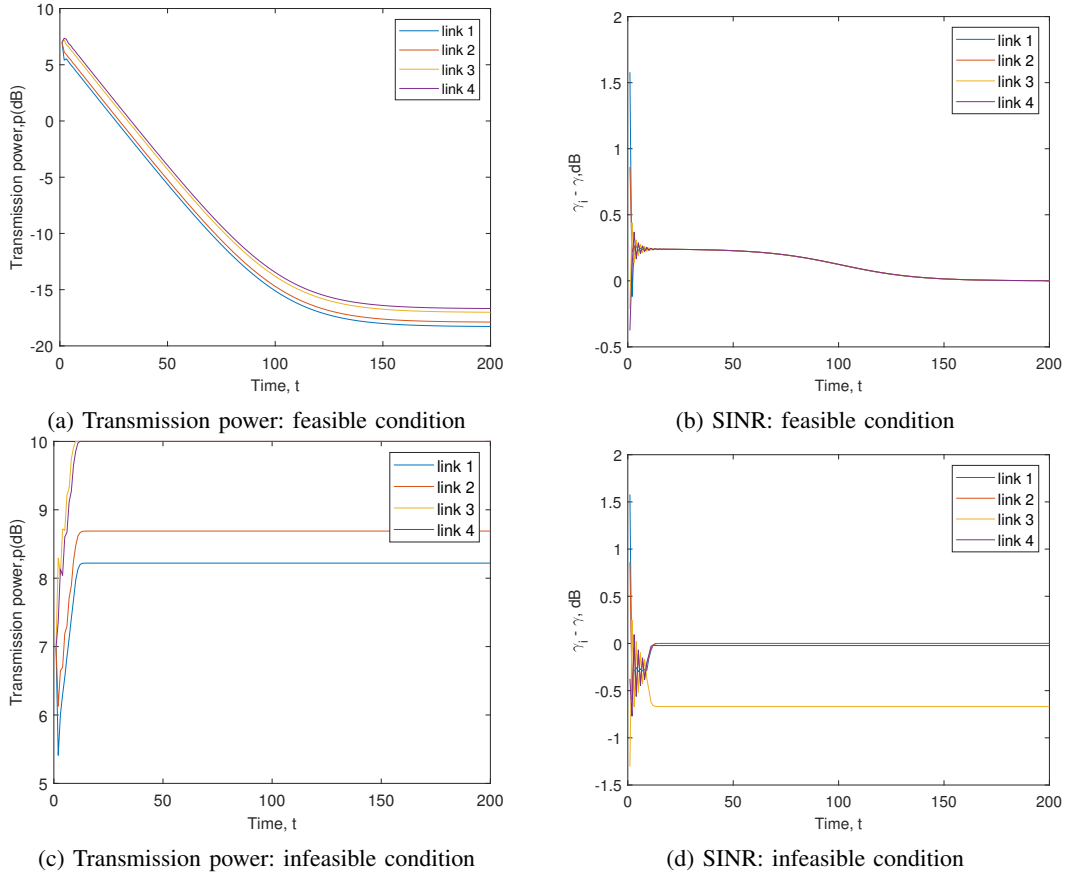 10
5
0
-5
-10
-15
-20
Transmission power,p(dB)
0
50
100
150
200
Time, t
link 1
link 2
link 3
link 4
(a) Transmission power: feasible condition
2
1.5
1
0.5
0
-0.5
γi - γ,dB
0
50
100
150
200
Time, t
link 1
link 2
link 3
link 4
(b) SINR: feasible condition
10
9
8
7
6
5
Transmission power,p(dB)
0
50
100
150
200
Time, t
link 1
link 2
link 3
link 4
(c) Transmission power: infeasible condition
2
1.5
1
0.5
0
-0.5
-1
-1.5
γi - γ, dB
0
50
100
150
200
Time, t
link 1
link 2
link 3
link 4
(d) SINR: infeasible condition